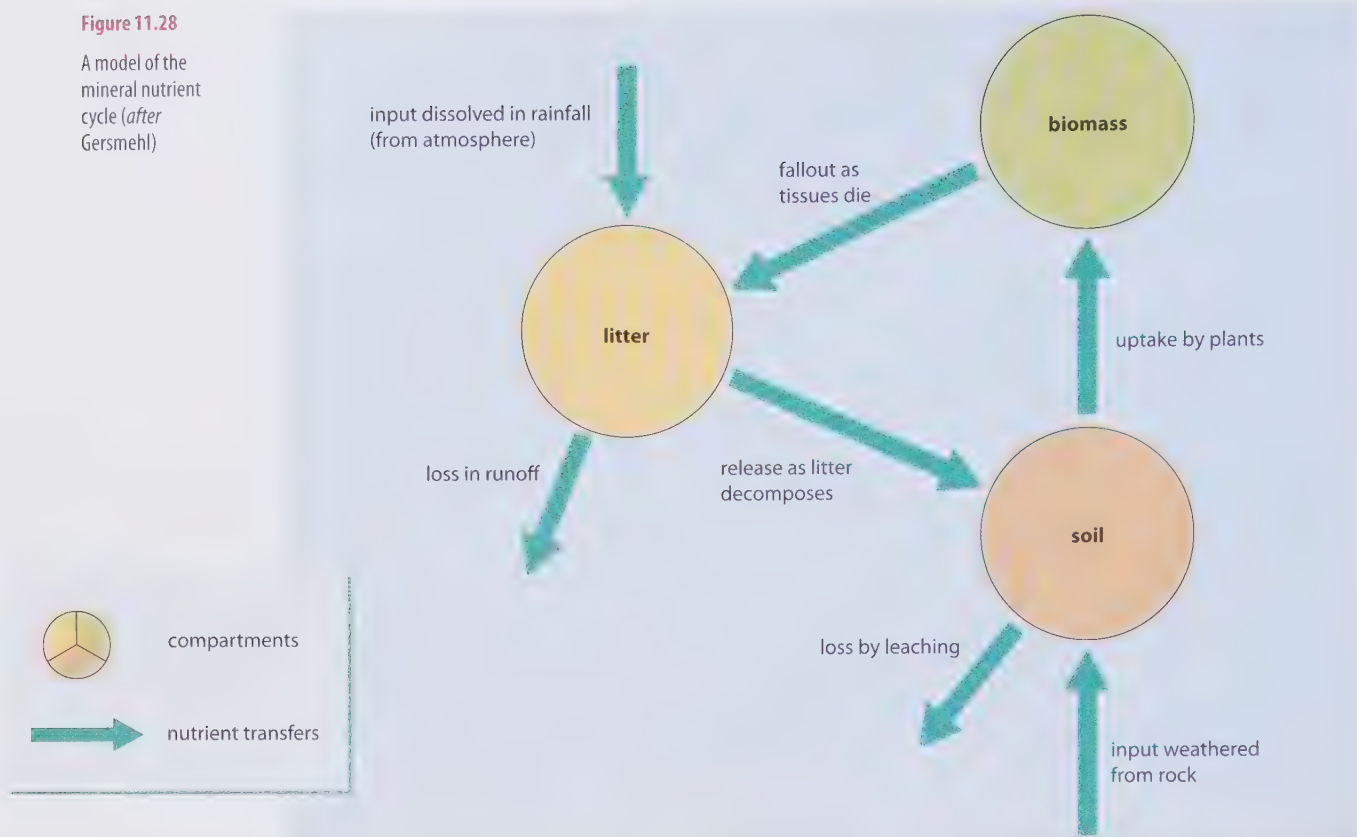 Figure 11.28
A model of the
mineral nutrient
cycle (after
Gersmehl)
input dissolved in rainfall
(from atmosphere)
biomass
fallout as
tissues die
litter
uptake by plants
loss in runoff
release as litter
decomposes
soil
loss by leaching
input weathered
from rock
compartments
nutrient transfers